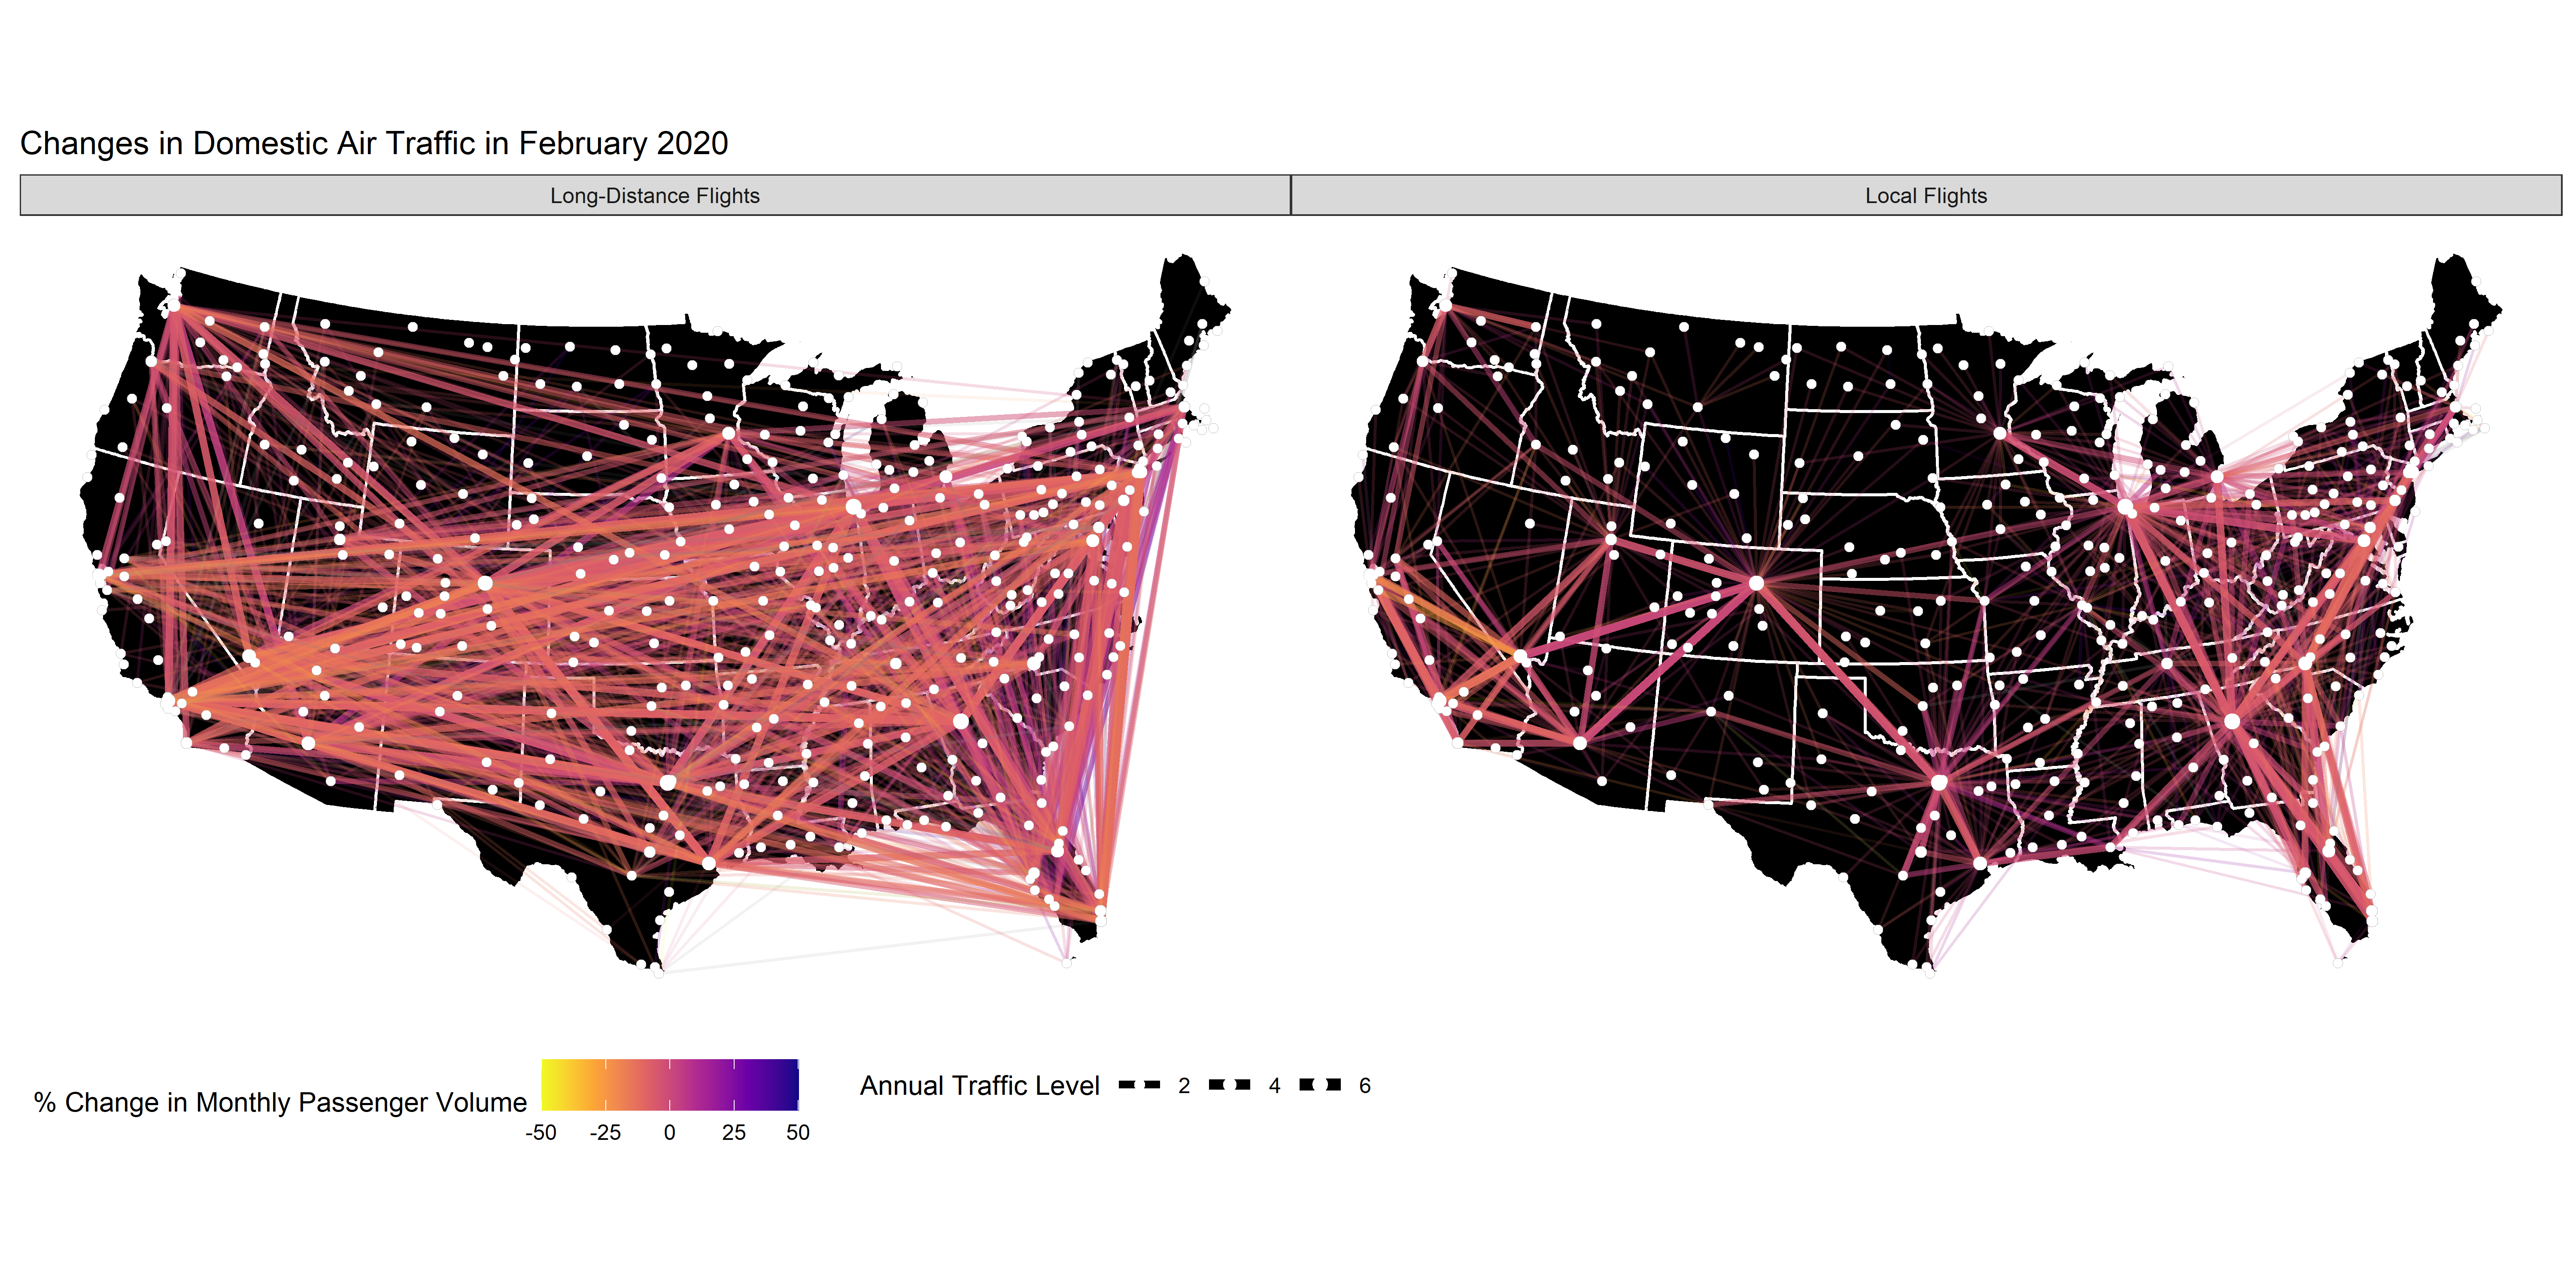 Changes in Domestic Air Traffic in February 2020
Long-Distance Flights
Local Flights
% Change in Monthly Passenger Volume
-50 -25 0 25 50
Annual Traffic Level 2 4 6